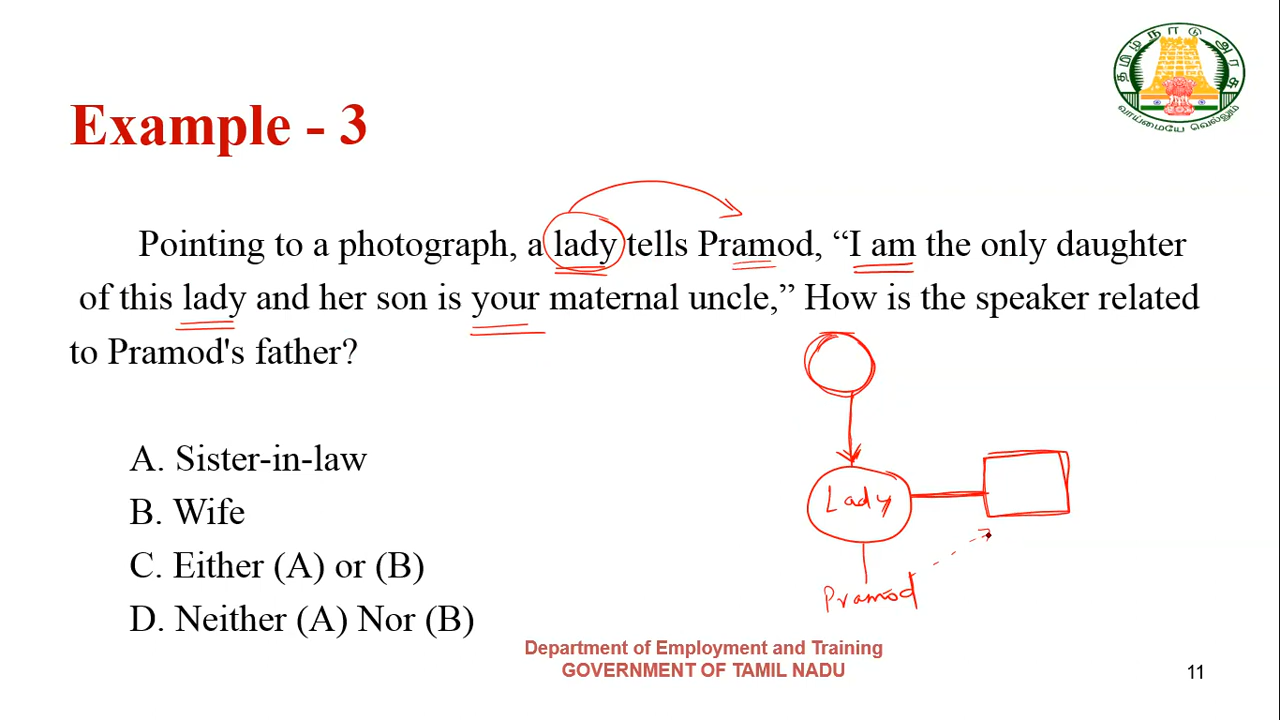 தமிழ்நாடு அரசு
வாய்மையே வெல்லும்
Example - 3
Pointing to a photograph, a lady tells Pramod, “I am the only daughter
of this lady and her son is your maternal uncle,” How is the speaker related
to Pramod's father?
A. Sister-in-law
B. Wife
C. Either (A) or (B)
D. Neither (A) Nor (B)
Lady
Pramod
Department of Employment and Training
GOVERNMENT OF TAMIL NADU
11